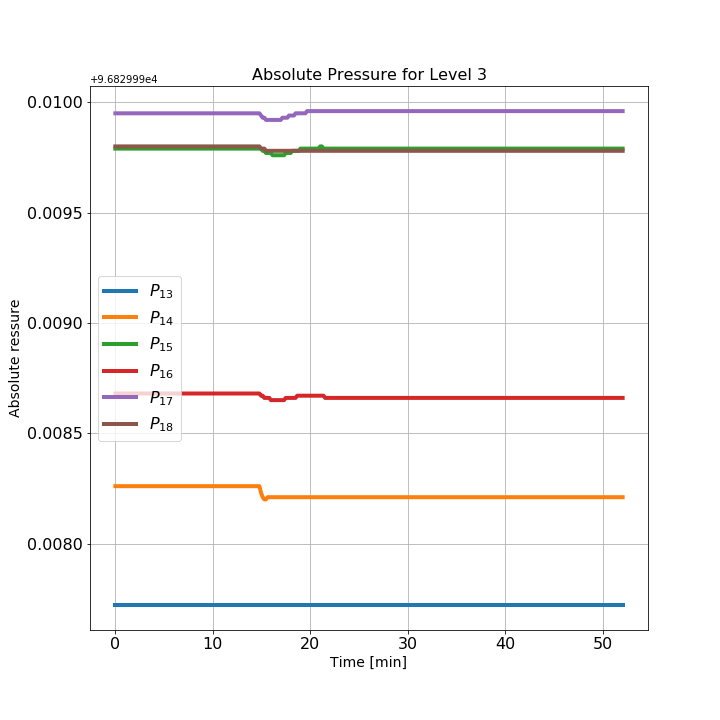 Absolute Pressure for Level 3
+9.682999e4
0.0100
0.0095
0.0090
0.0085
0.0080
Absolute ressure
P13
P14
P15
P16
P17
P18
0 10 20 30 40 50
Time [min]